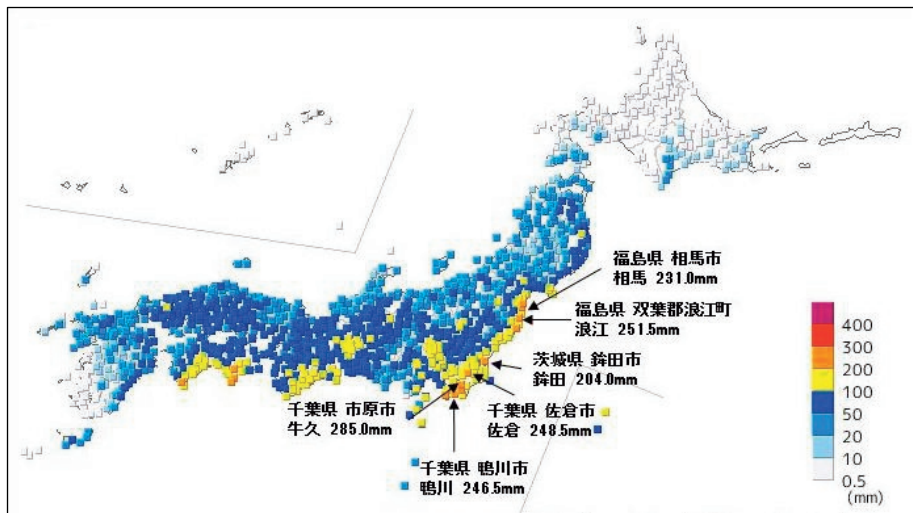 福島県 相馬市
相馬 231.0mm
福島県 双葉郡浪江町
浪江 251.5mm
茨城県 鉾田市
鉾田 204.0mm
千葉県 市原市
牛久 285.0mm
千葉県 佐倉市
佐倉 248.5mm
千葉県 鴨川市
鴨川 246.5mm
400
300
200
100
50
20
10
0.5
(mm)